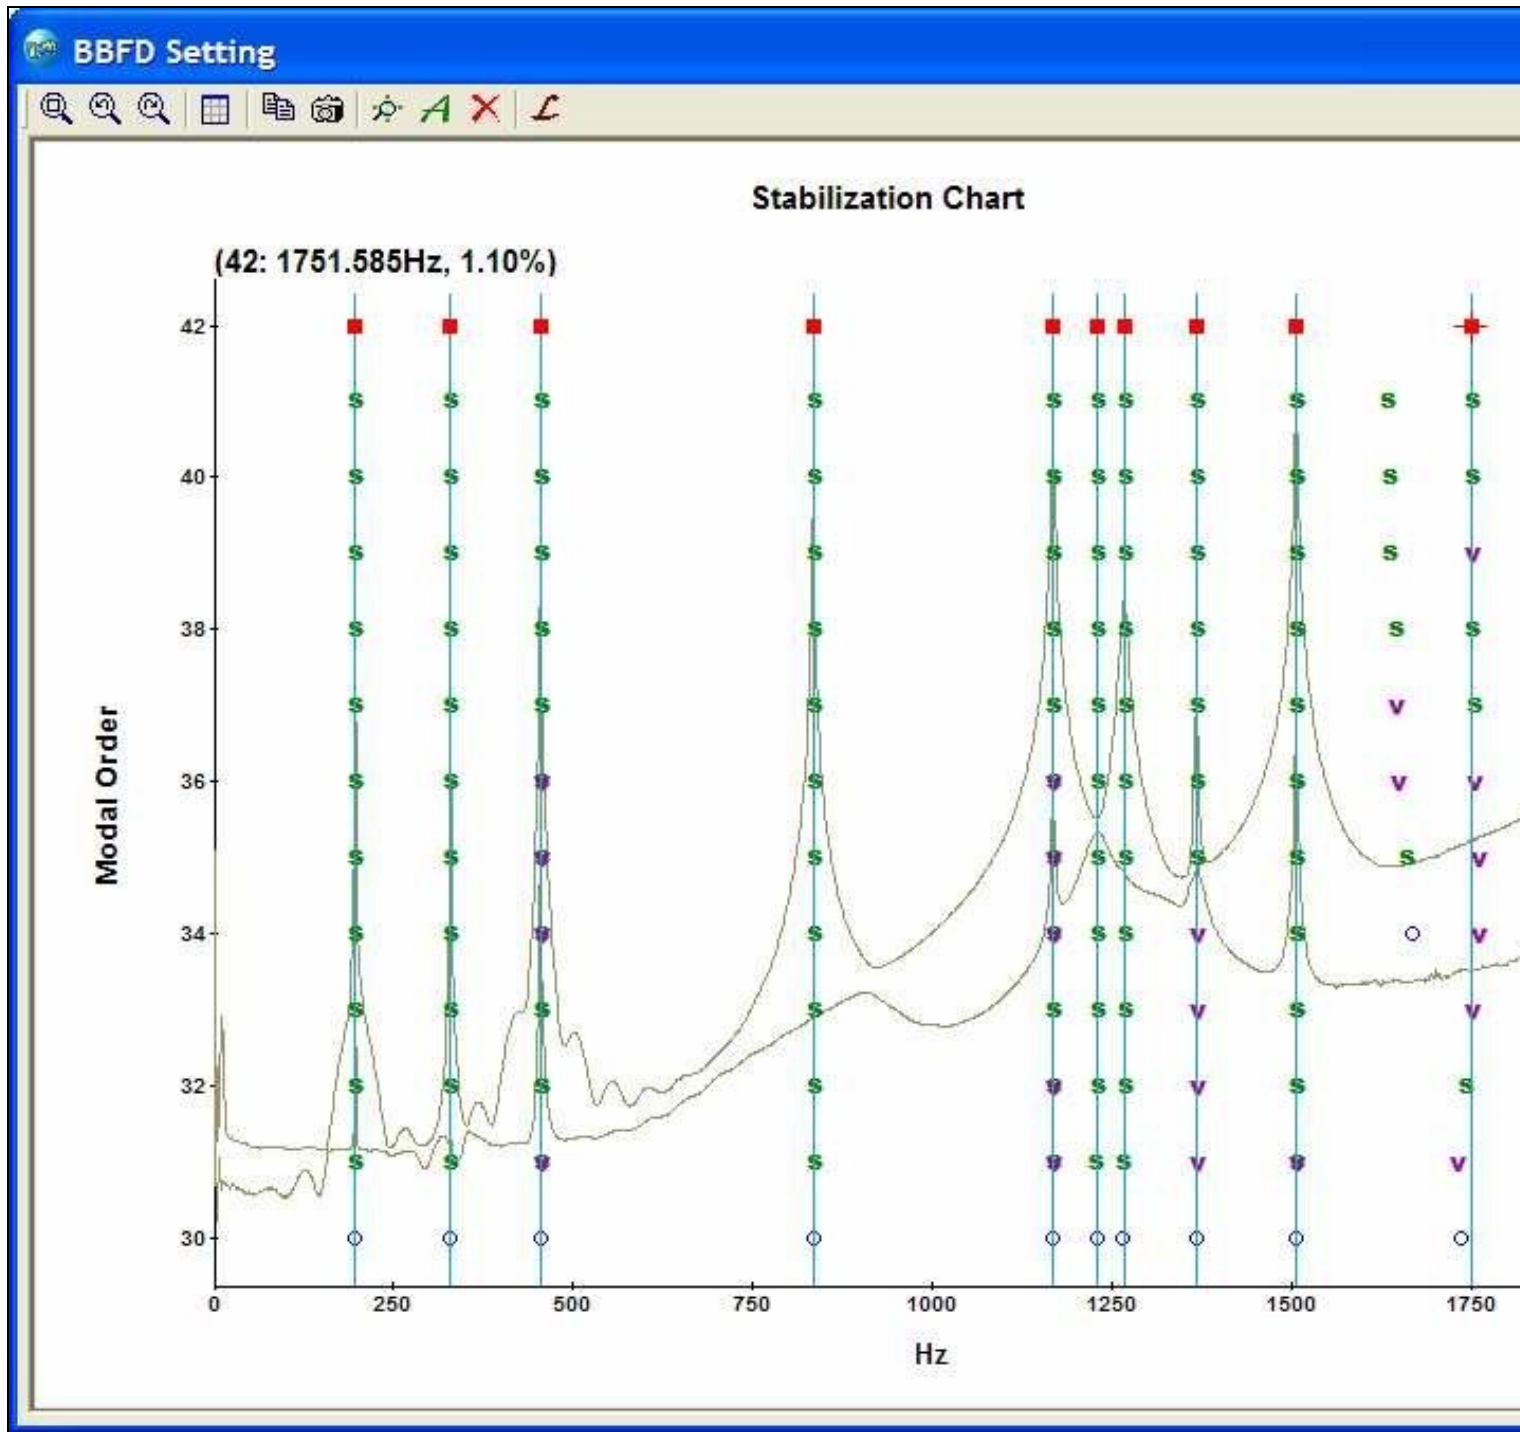 BBFD Setting
A L
Stabilization Chart
(42: 1751.585Hz, 1.10%)
42
s s s s s s s s s s s
40 s s s s s s s s s s s
s s s s s s s s s s v
38 s s s s s s s s s s s
s s s s s s s s s v s
36 s s v s v s s s s v v
s s v s v s s s s s v
34 s s v s v s s v s v
s s s s s s s v s v
32 s s s s v s s v s s
s s v s v s s v v v
30
0 250 500 750 1000 1250 1500 1750
Modal Order
Hz